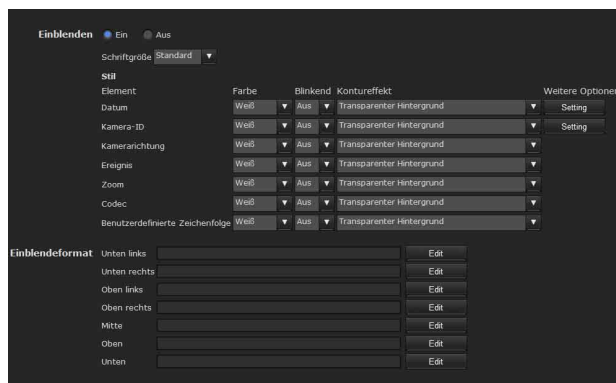 Einblenden Ein Aus
Schriftgröße Standard
Stil
Element Farbe Blinkend Kontureffekt Weitere Optionen
Datum Weiß Aus Transparenter Hintergrund Setting
Kamera-ID Weiß Aus Transparenter Hintergrund Setting
Kamerarichtung Weiß Aus Transparenter Hintergrund
Ereignis Weiß Aus Transparenter Hintergrund
Zoom Weiß Aus Transparenter Hintergrund
Codec Weiß Aus Transparenter Hintergrund
Benutzerdefinierte Zeichenfolge Weiß Aus Transparenter Hintergrund
Einblendeformat Unten links Edit
Unten rechts Edit
Oben links Edit
Oben rechts Edit
Mitte Edit
Oben Edit
Unten Edit